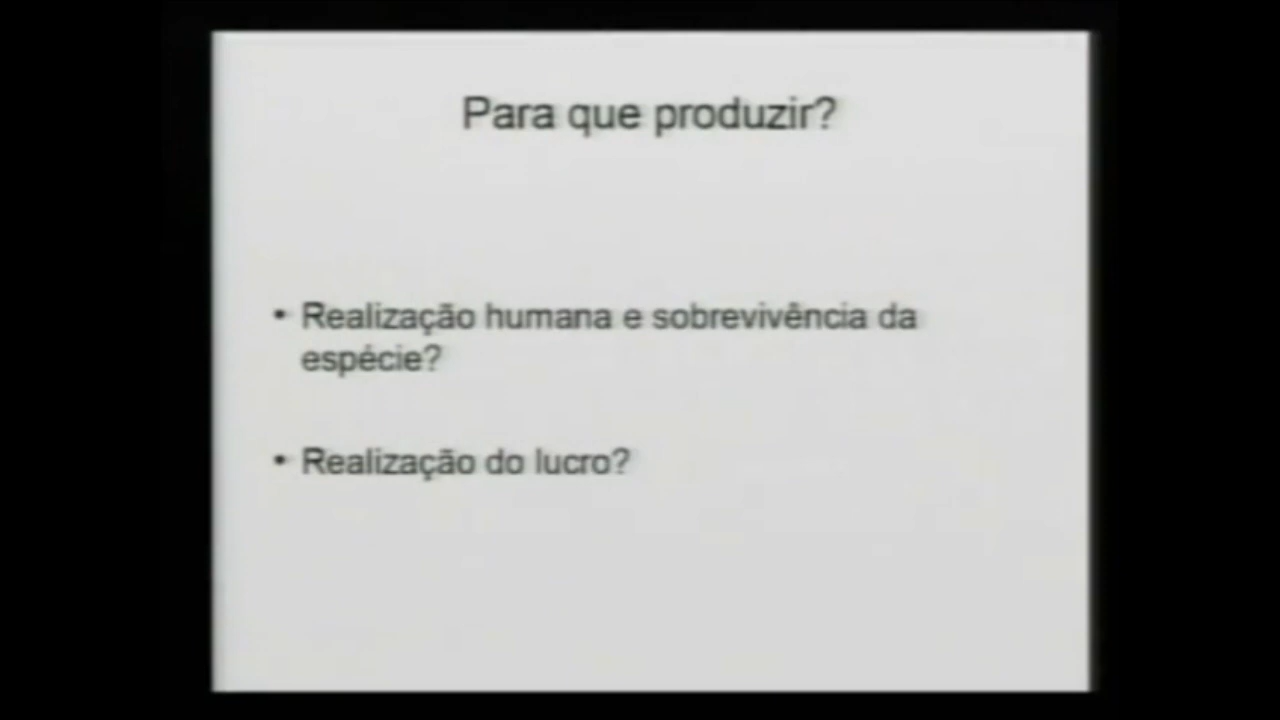 Para que produzir?
• Realização humana e sobrevivência da
espécie?
• Realização do lucro?